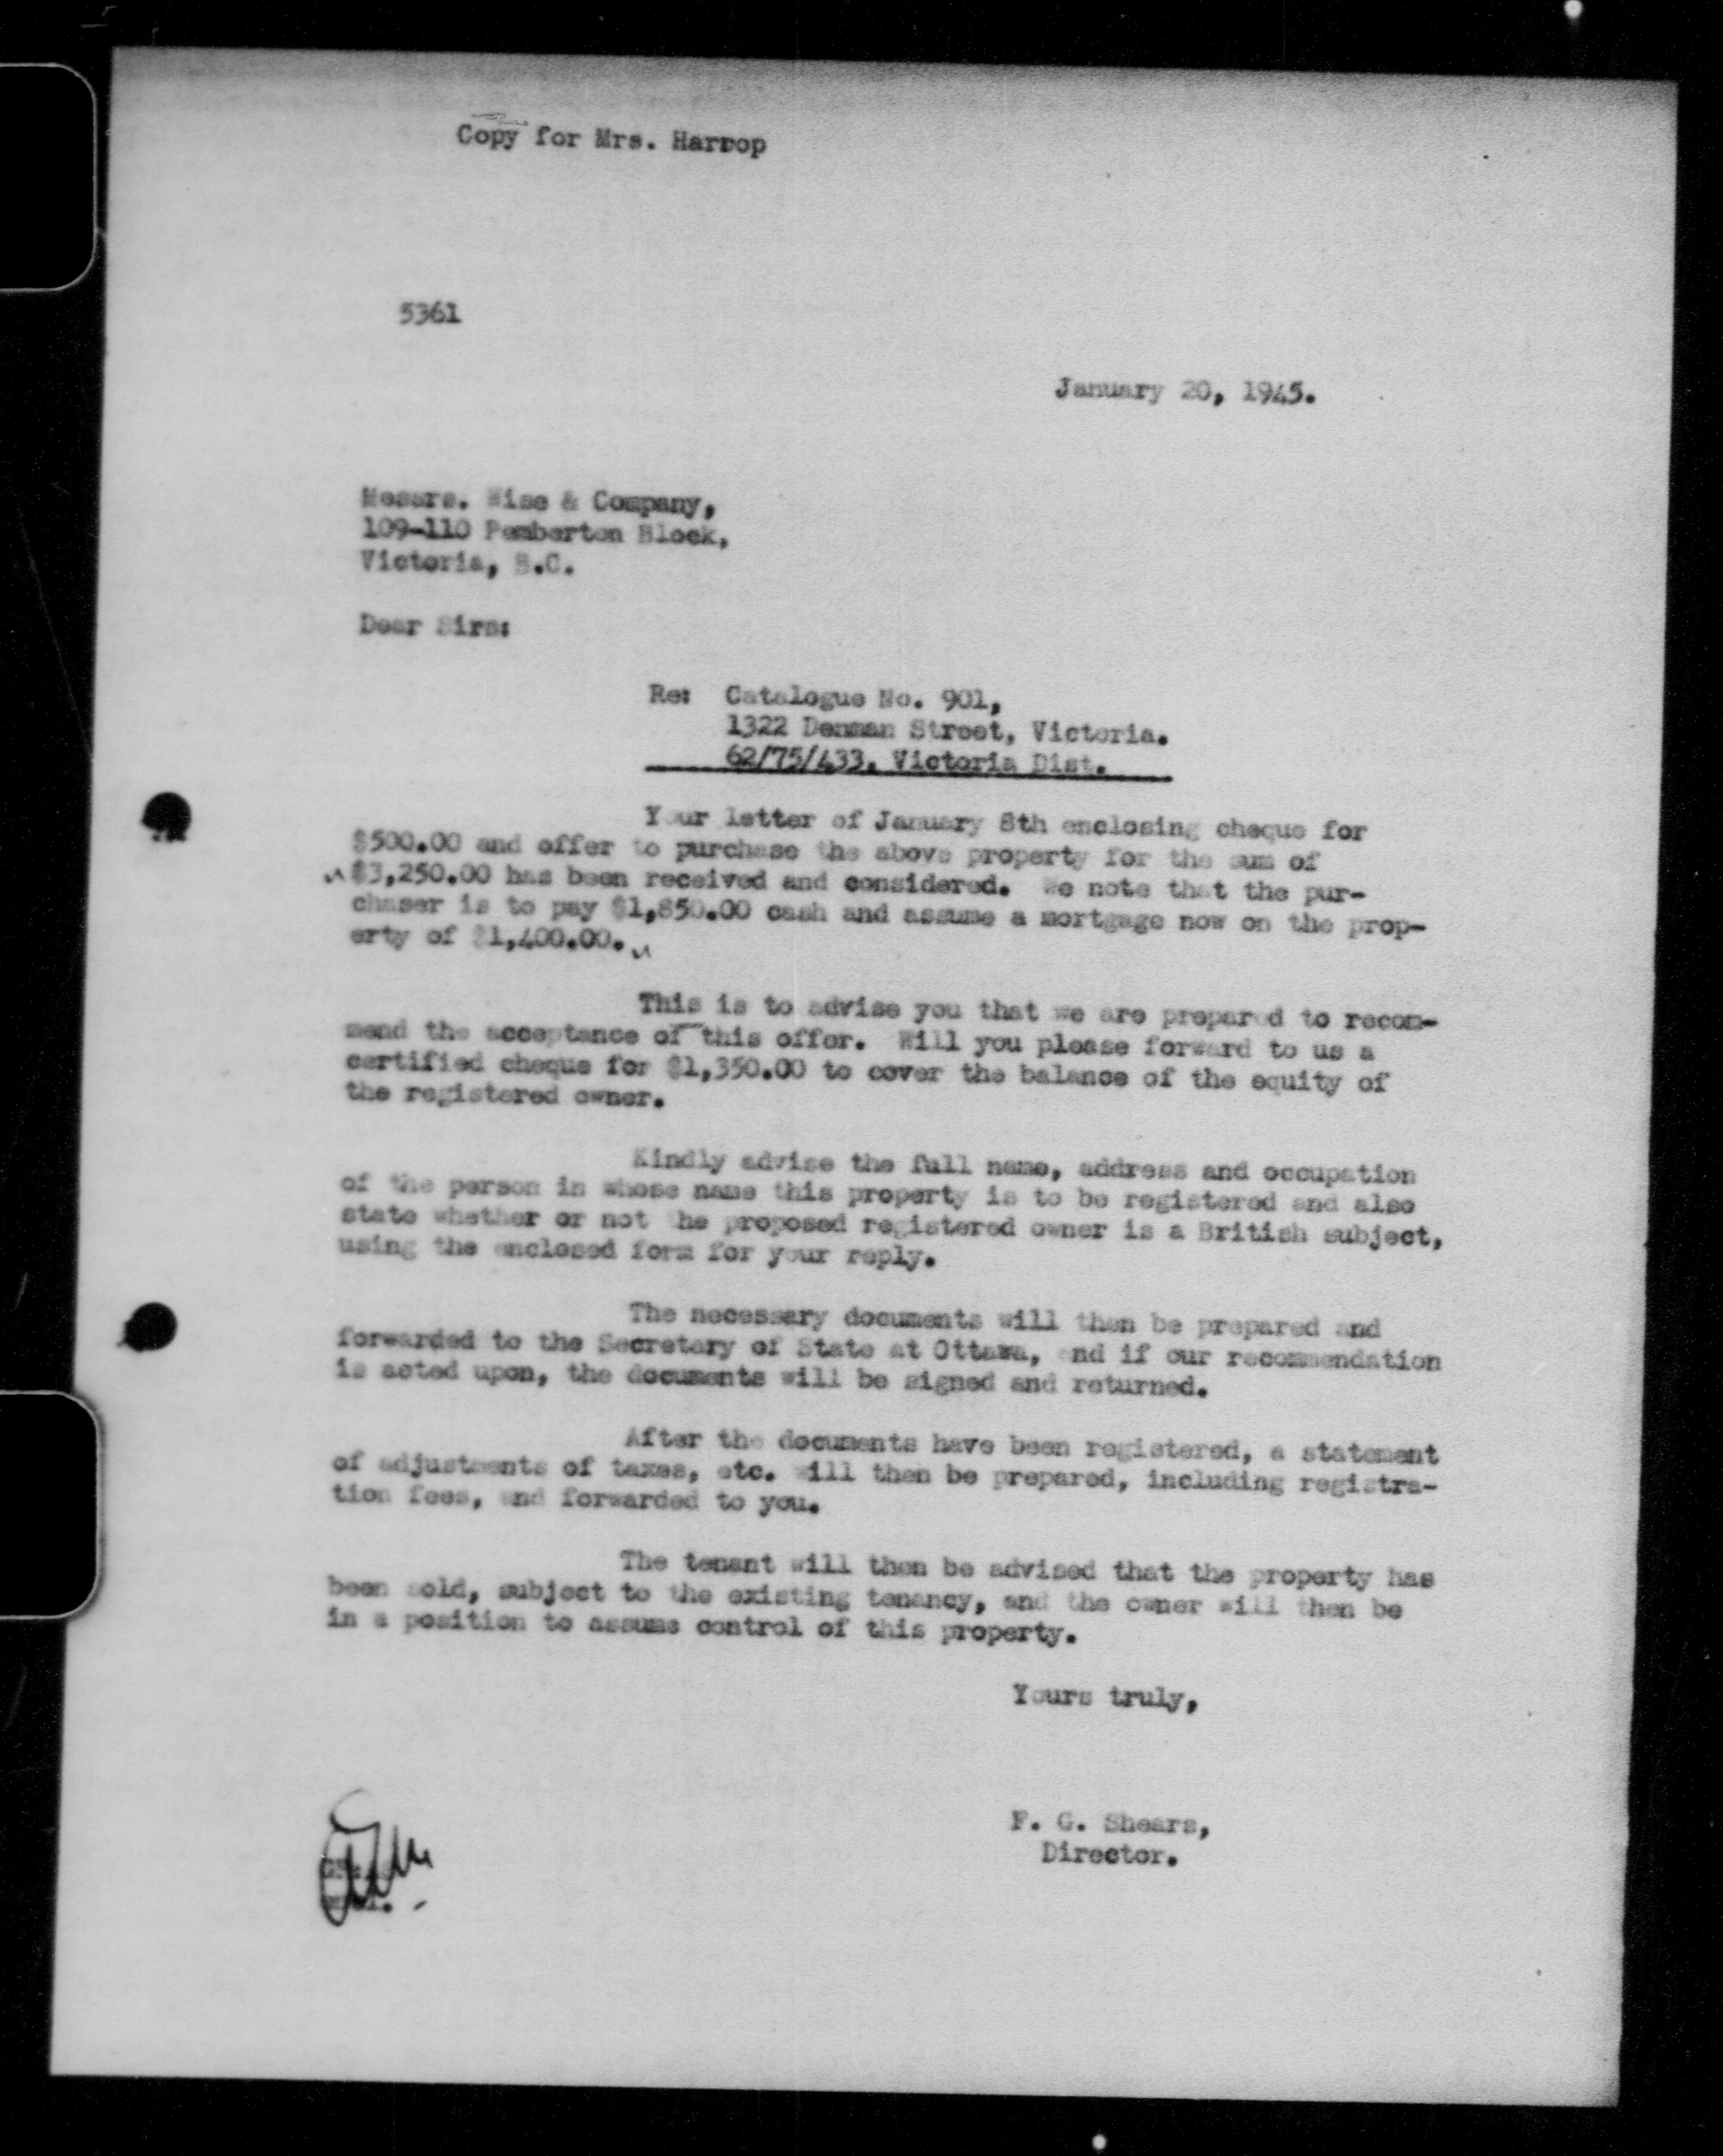 Copy for Mrs. Harrop
5361
January 20, 1945.
Messrs. Wise & Company,
109-110 Pemberton Block,
Victoria, B.C.
Dear Sirs:
Re: Catalogue No. 901,
1322 Denman Street, Victoria.
62/75/433, Victoria Dist.
Your letter of January 8th enclosing cheque for
$500.00 and offer to purchase the above property for the sum of
$3,250.00 has been received and considered. We note that the pur-
chaser is to pay $1,850.00 cash and assume a mortgage now on the prop-
erty of $1,400.00.
This is to advise you that we are prepared to recom-
mend the acceptance of this offer. Will you please forward to us a
certified cheque for $1,350.00 to cover the balance of the equity of
the registered owner.
Kindly advise the full name, address and occupation
of the person in whose name this property is to be registered and also
state whether or not the proposed registered owner is a British subject,
using the enclosed form for your reply.
The necessary documents will then be prepared and
forwarded to the Secretary of State at Ottawa, and if our recommendation
is acted upon, the documents will be signed and returned.
After the documents have been registered, a statement
of adjustments of taxes, etc. will then be prepared, including registra-
tion fees, and forwarded to you.
The tenant will then be advised that the property has
been sold, subject to the existing tenancy, and the owner will then be
in a position to assume control of this property.
Yours truly,
F. G. Shears,
Director.